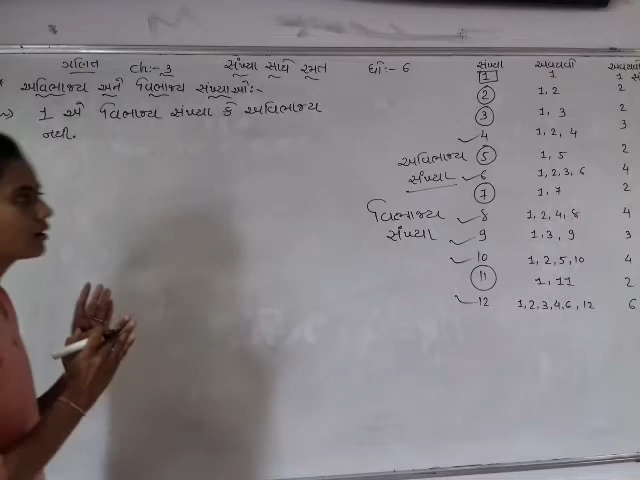 ગણિત Ch:- 3 સંખ્યા સાથે રમત ધો:- 6
* અવિભાજ્ય અને વિભાજ્ય સંખ્યાઓ:-
1 એ વિભાજ્ય સંખ્યા કે અવિભાજ્ય
નથી.
સંખ્યા અવયવો અવયવની
1 1 1
2 1, 2 2
3 1, 3 2
4 1, 2, 4 3
અવિભાજ્ય 5 1, 5 2
સંખ્યા 6 1, 2, 3, 6 4
7 1, 7 2
વિભાજ્ય 8 1, 2, 4, 8 4
સંખ્યા 9 1, 3, 9 3
10 1, 2, 5, 10 4
11 1, 11 2
12 1, 2, 3, 4, 6, 12 6